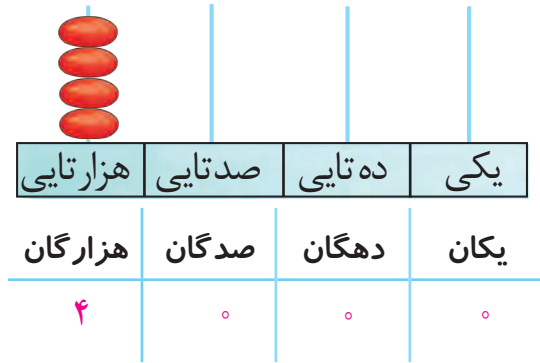 یکی ده تایی صدتایی هزارتایی
یکان دهگان صدگان هزارگان
۰ ۰ ۰ ۴